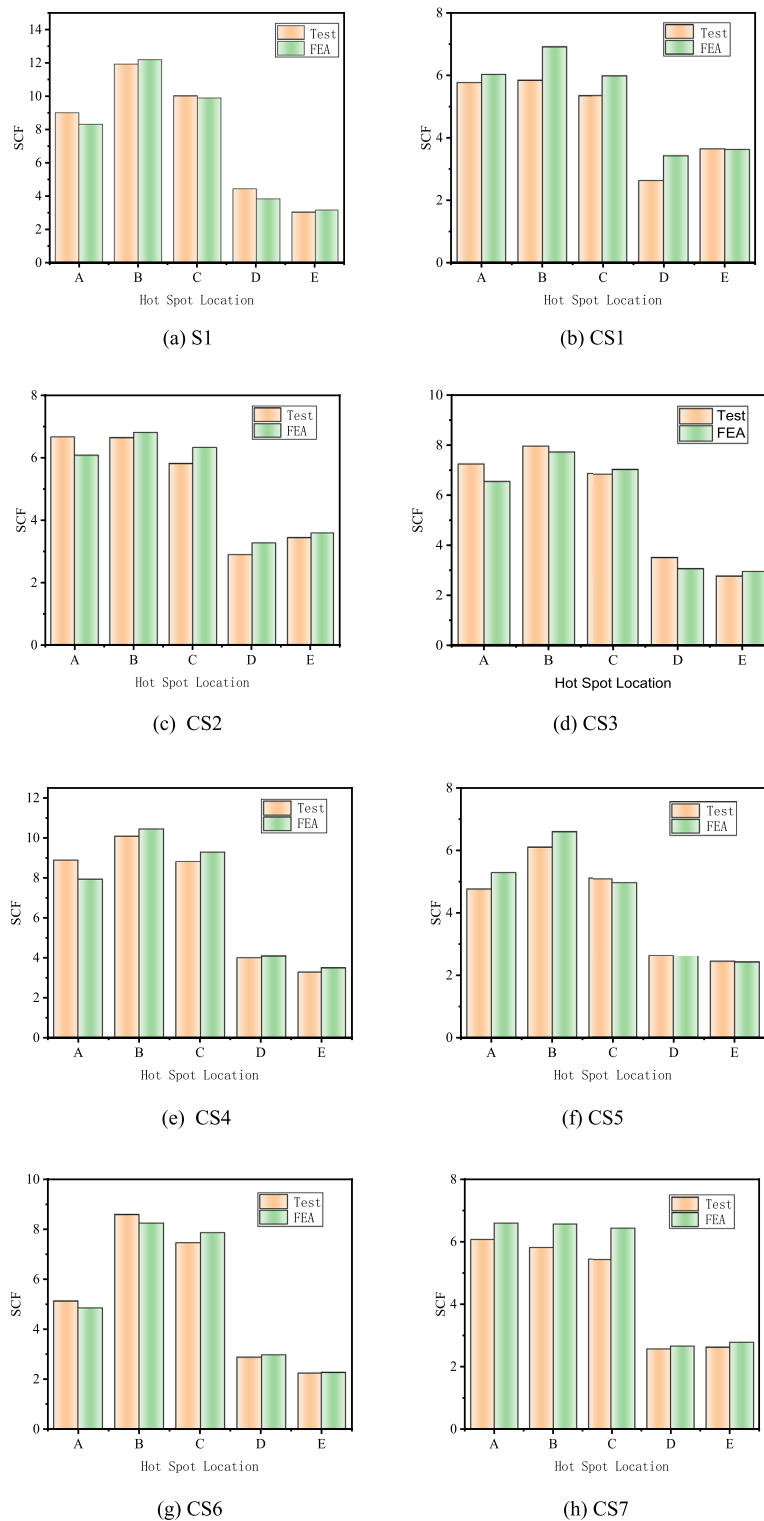 14
12
10
8
6
4
2
0
SCF
Test
FEA
A B C D E
Hot Spot Location
(a) S1
8
6
4
2
0
SCF
Test
FEA
A B C D E
Hot Spot Location
(b) CS1
8
6
4
2
0
SCF
Test
FEA
A B C D E
Hot Spot Location
(c) CS2
10
8
6
4
2
0
SCF
Test
FEA
A B C D E
Hot Spot Location
(d) CS3
12
10
8
6
4
2
0
SCF
Test
FEA
A B C D E
Hot Spot Location
(e) CS4
8
6
4
2
0
SCF
Test
FEA
A B C D E
Hot Spot Location
(f) CS5
10
8
6
4
2
0
SCF
Test
FEA
A B C D E
Hot Spot Location
(g) CS6
8
6
4
2
0
SCF
Test
FEA
A B C D E
Hot Spot Location
(h) CS7